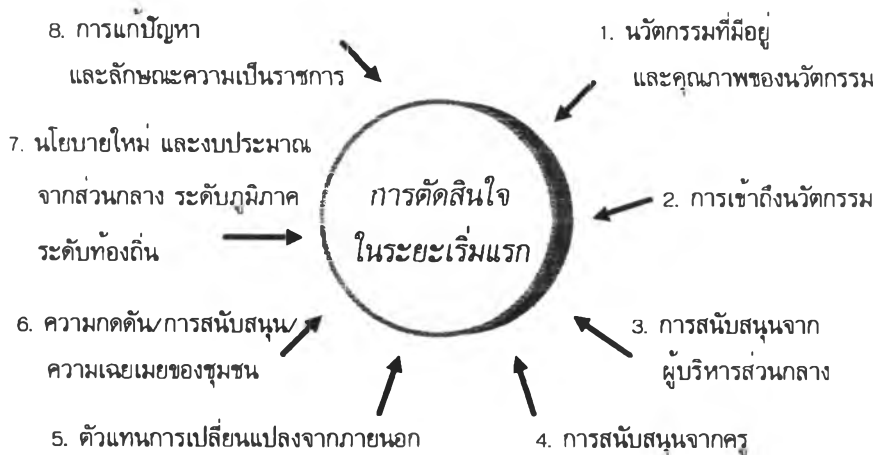 8. การแก้ปัญหา
และลักษณะความเป็นราชการ
1. นวัตกรรมที่มีอยู่
และคุณภาพของนวัตกรรม
7. นโยบายใหม่ และงบประมาณ
จากส่วนกลาง ระดับภูมิภาค
ระดับท้องถิ่น
การตัดสินใจ
ในระยะเริ่มแรก
2. การเข้าถึงนวัตกรรม
6. ความกดดัน/การสนับสนุน/
ความเฉยเมยของชุมชน
3. การสนับสนุนจาก
ผู้บริหารส่วนกลาง
5. ตัวแทนการเปลี่ยนแปลงจากภายนอก
4. การสนับสนุนจากครู